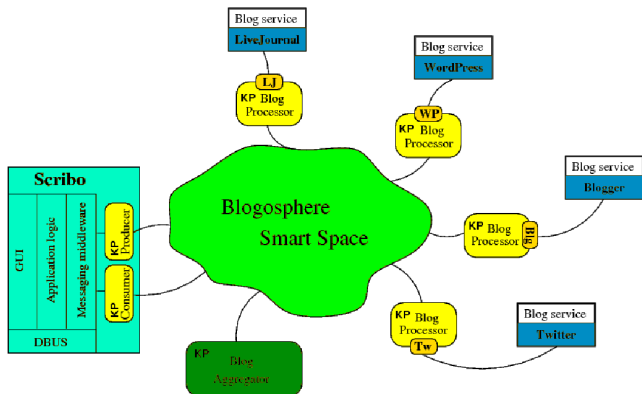 Blog service
LiveJournal
LJ
KP Blog
Processor
Blog service
WordPress
WP
KP Blog
Processor
Scribo
GUI
Application logic
Messaging middleware
KP
Producer
KP
Consumer
DBUS
Blogosphere
Smart Space
Blog service
Blogger
KP Blog
Processor
Blg
KP Blog
Processor
Tw
Blog service
Twitter
KP Blog
Aggregator